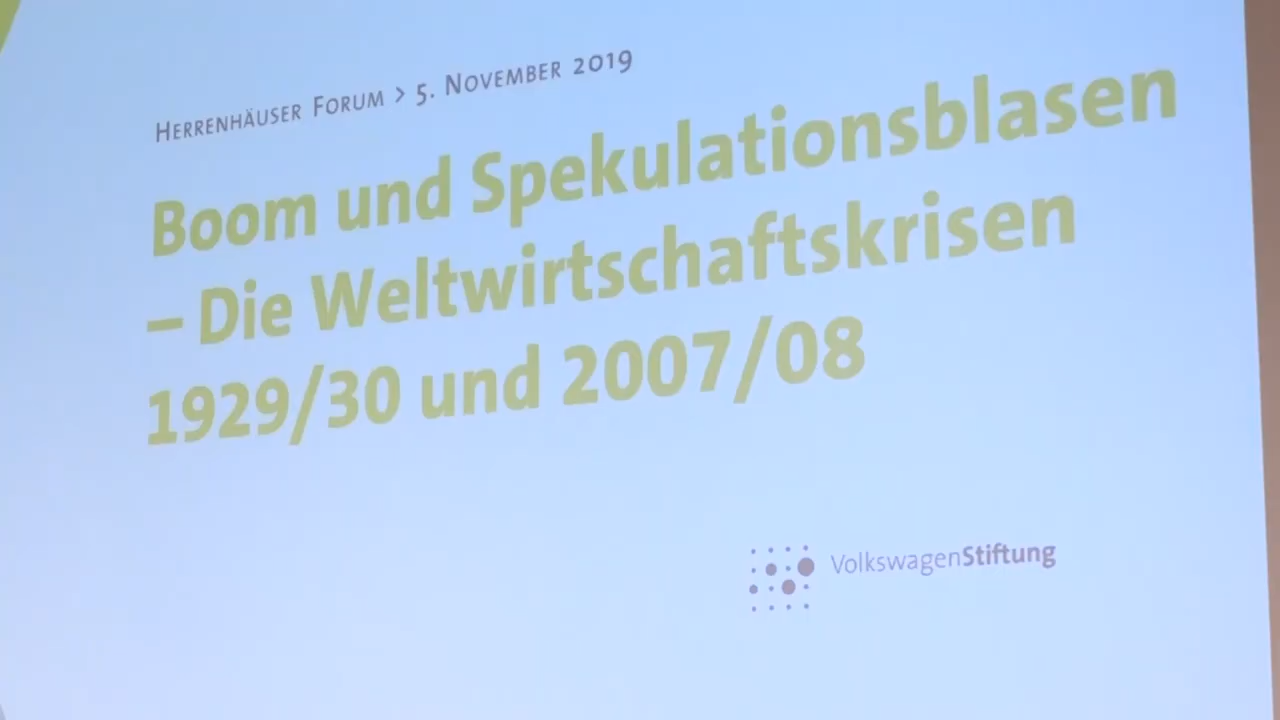 Herrenhäuser Forum > 5. November 2019
Boom und Spekulationsblasen
– Die Weltwirtschaftskrisen
1929/30 und 2007/08
VolkswagenStiftung